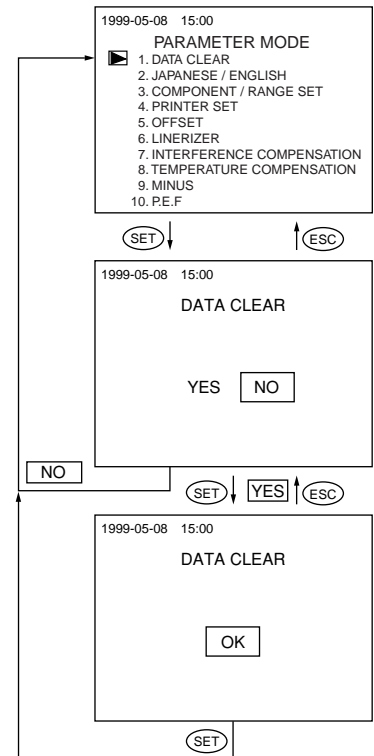 1999-05-08 15:00
PARAMETER MODE
1. DATA CLEAR
2. JAPANESE / ENGLISH
3. COMPONENT / RANGE SET
4. PRINTER SET
5. OFFSET
6. LINERIZER
7. INTERFERENCE COMPENSATION
8. TEMPERATURE COMPENSATION
9. MINUS
10. P.E.F
SET ESC
1999-05-08 15:00
DATA CLEAR
YES NO
NO
SET YES ESC
1999-05-08 15:00
DATA CLEAR
OK
SET